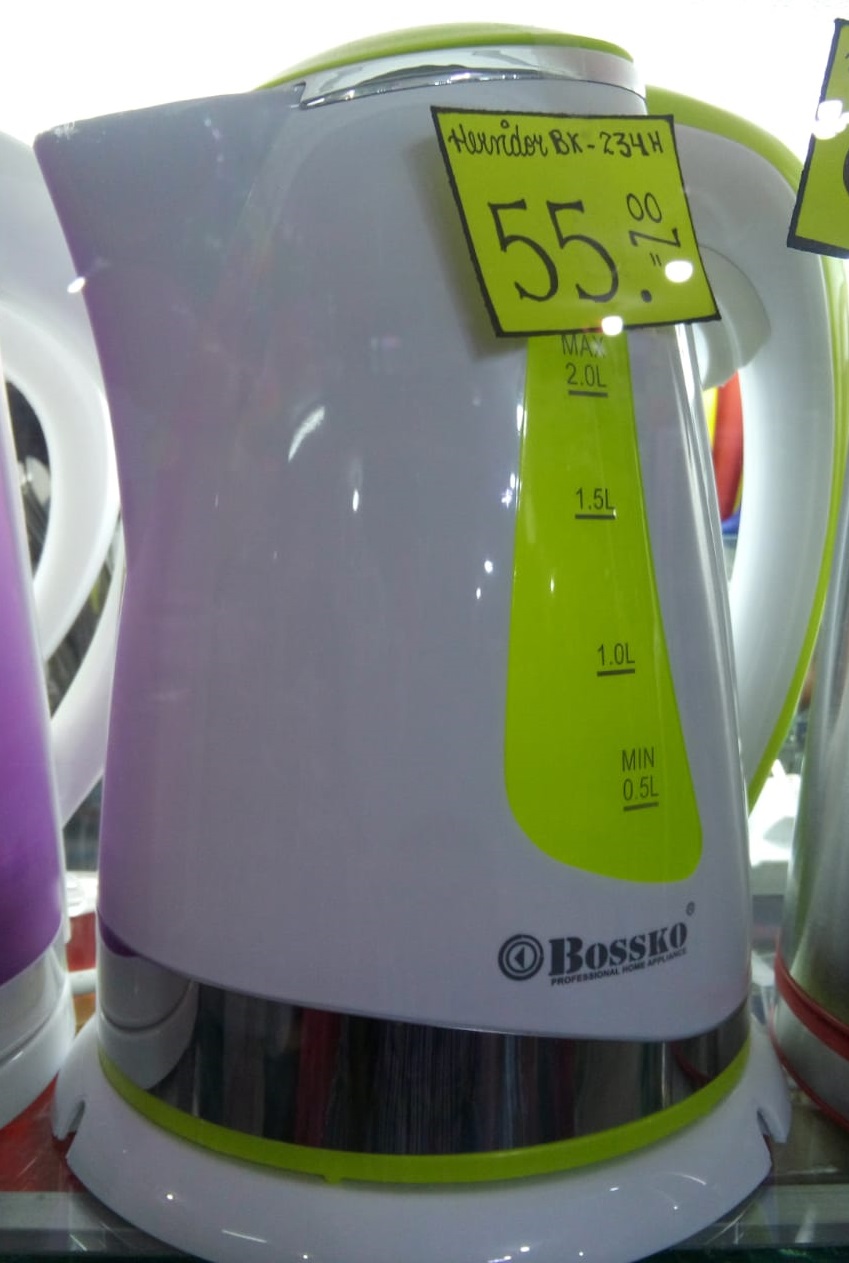 Hervidor BK-234H
55.00
MAX
2.0L
1.5L
1.0L
MIN
0.5L
BOSSKO®
PROFESSIONAL HOME APPLIANCE